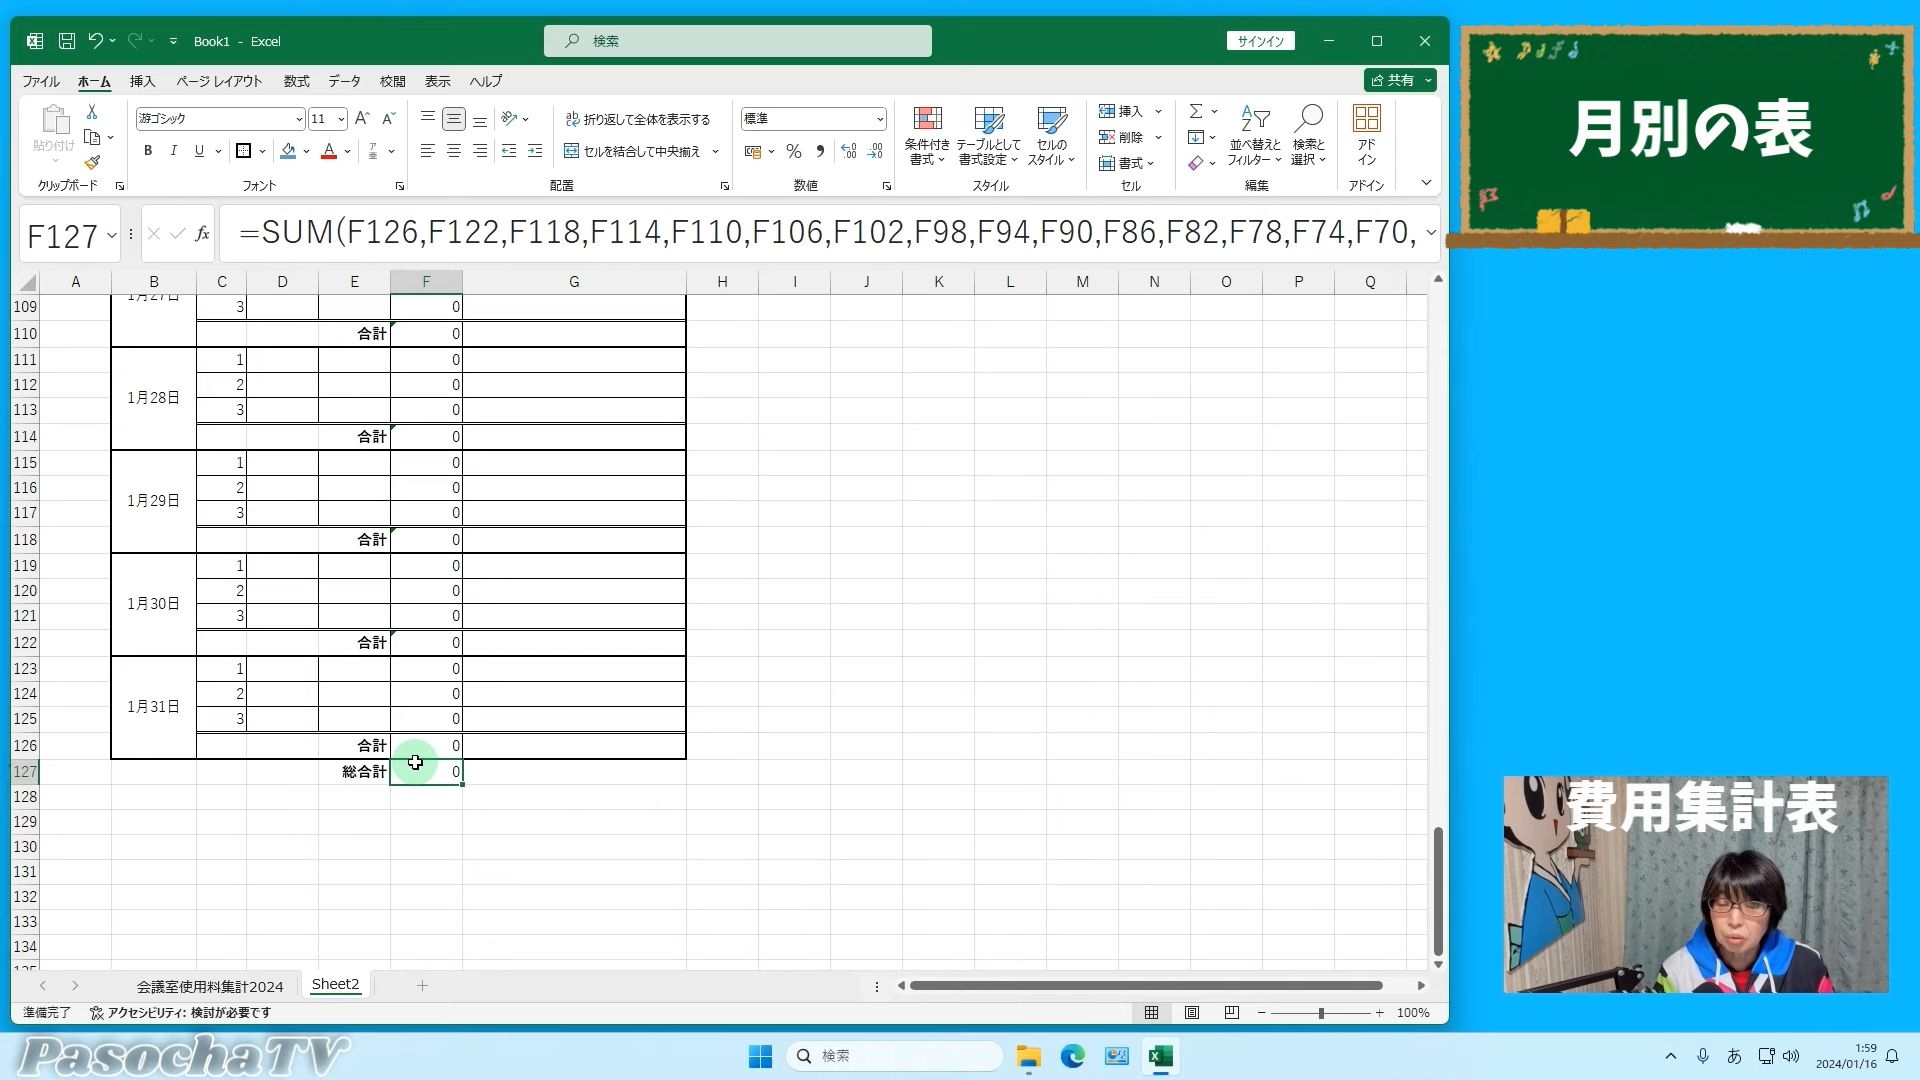 Book1 - Excel
検索
サインイン
ファイル ホーム 挿入 ページ レイアウト 数式 データ 校閲 表示 ヘルプ
共有
貼り付け
クリップボード
游ゴシック 11
B I U
フォント
折り返して全体を表示する
セルを結合して中央揃え
配置
標準
数値
条件付き書式
テーブルとして書式設定
セルのスタイル
スタイル
挿入
削除
書式
セル
並べ替えとフィルター
検索と選択
編集
アドイン
アドイン
F127
fx =SUM(F126,F122,F118,F114,F110,F106,F102,F98,F94,F90,F86,F82,F78,F74,F70,
A B C D E F G H I J K L M N O P Q
1月27日
109 3 0
110 合計 0
111 1 0
112 2 0
1月28日
113 3 0
114 合計 0
115 1 0
116 2 0
1月29日
117 3 0
118 合計 0
119 1 0
120 2 0
1月30日
121 3 0
122 合計 0
123 1 0
124 2 0
1月31日
125 3 0
126 合計 0
127 総合計 0
128
129
130
131
132
133
134
会議室使用料集計2024 Sheet2
準備完了 アクセシビリティ: 検討が必要です 100%
月別の表
費用集計表
PasochaTV
検索
あ
1:59
2024/01/16